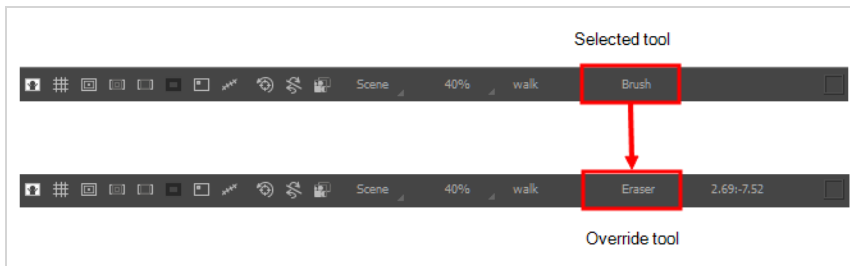 Selected tool
Scene 40% walk Brush
Scene 40% walk Eraser 2.69:-7.52
Override tool